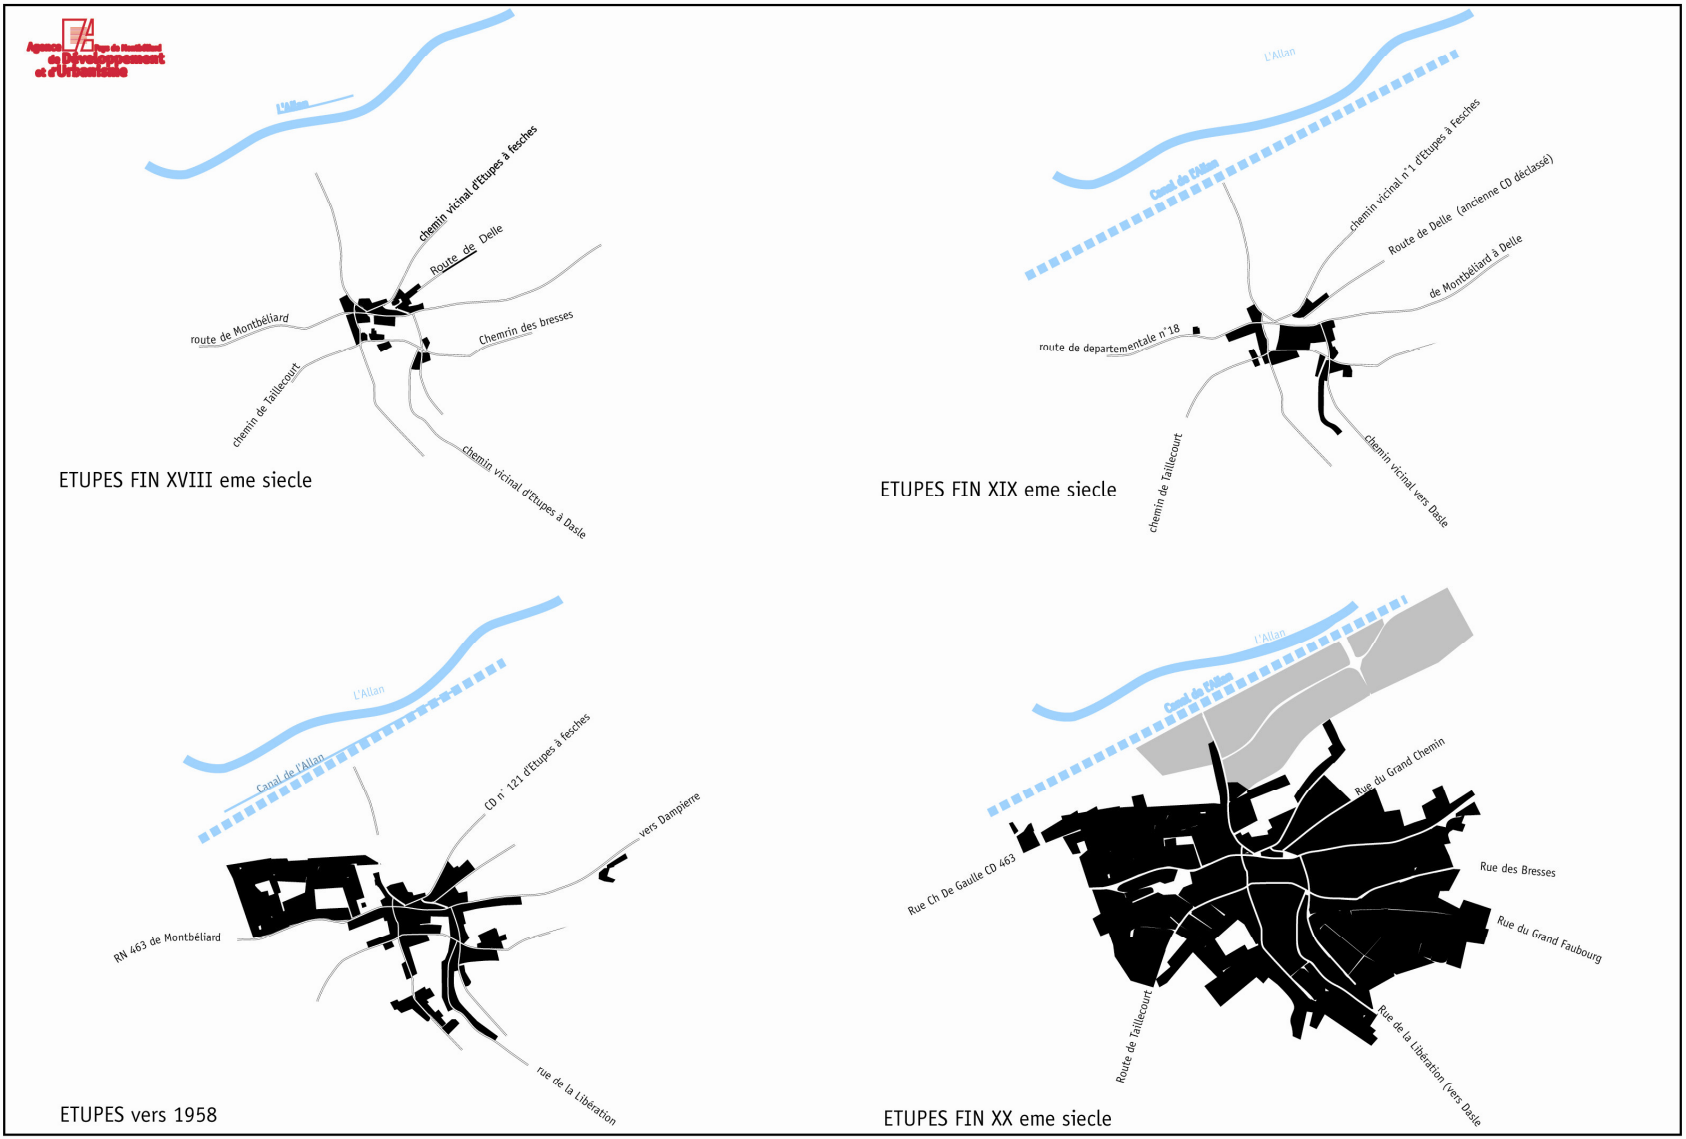 Agence Pays de Montbéliard
de Développement
et d'Urbanisme
L'Allan
chemin vicinal d'Etupes à fesches
Route de Delle
route de Montbéliard
Chemrin des bresses
chemin de Taillecourt
chemin vicinal d'Etupes à Dasle
ETUPES FIN XVIII eme siecle
L'Allan
Canal de l'Allan
chemin vicinal n°1 d'Etupes à Fesches
Route de Delle (ancienne CD déclassé)
de Montbéliard à Delle
route de departementale n°18
chemin de Taillecourt
chemin vicinal vers Dasle
ETUPES FIN XIX eme siecle
L'Allan
Canal de l'Allan
CD n° 121 d'Etupes à fesches
vers Dampierre
RN 463 de Montbéliard
rue de la Libération
ETUPES vers 1958
L'Allan
Canal de l'Allan
Rue du Grand Chemin
Rue Ch De Gaulle CD 463
Rue des Bresses
Rue du Grand Faubourg
Route de Taillecourt
Rue de la Libération (vers Dasle
ETUPES FIN XX eme siecle